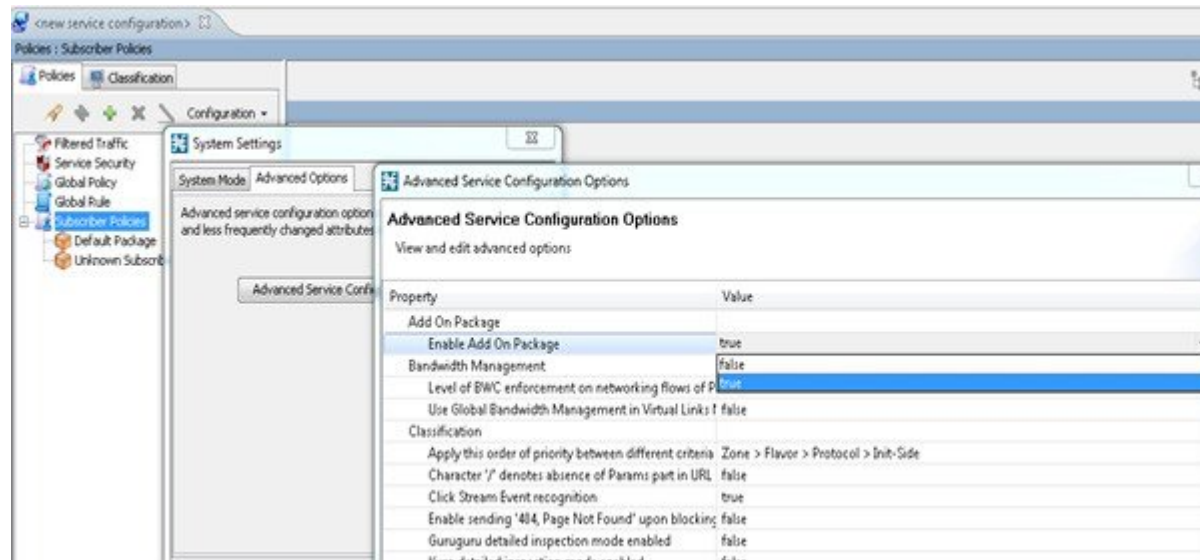 <new service configuration>
Policies : Subscriber Policies
Policies
Classification
Configuration
Filtered Traffic
Service Security
Global Policy
Global Rule
Subscriber Policies
Default Package
Unknown Subscrib
System Settings
System Mode
Advanced Options
Advanced service configuration option
and less frequently changed attributes
Advanced Service Confi
Advanced Service Configuration Options
Advanced Service Configuration Options
View and edit advanced options
Property Value
Add On Package
Enable Add On Package true
false
true
Bandwidth Management
Level of BWC enforcement on networking flows of P
Use Global Bandwidth Management in Virtual Links false
Classification
Apply this order of priority between different criteria Zone > Flavor > Protocol > Init-Side
Character '/' denotes absence of Params part in URL false
Click Stream Event recognition true
Enable sending '404, Page Not Found' upon blocking false
Guruguru detailed inspection mode enabled false